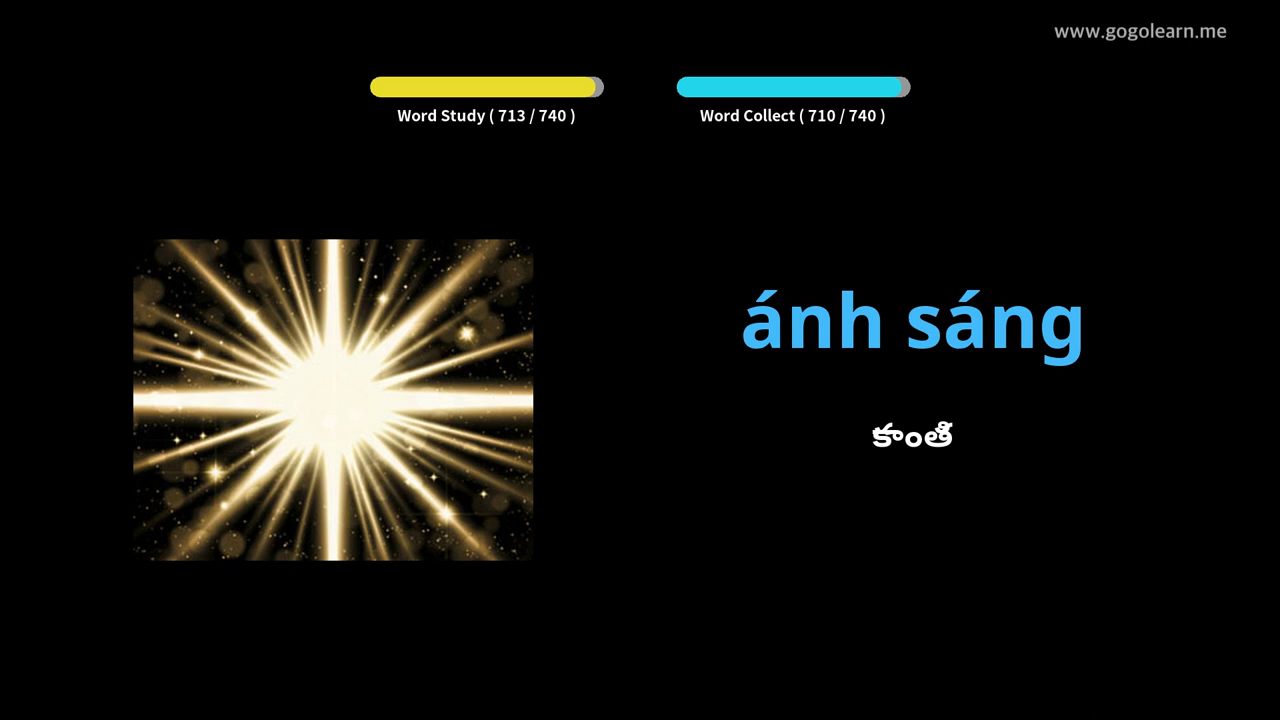 www.gogolearn.me
Word Study ( 713 / 740 )
Word Collect ( 710 / 740 )
ánh sáng
కాంతి